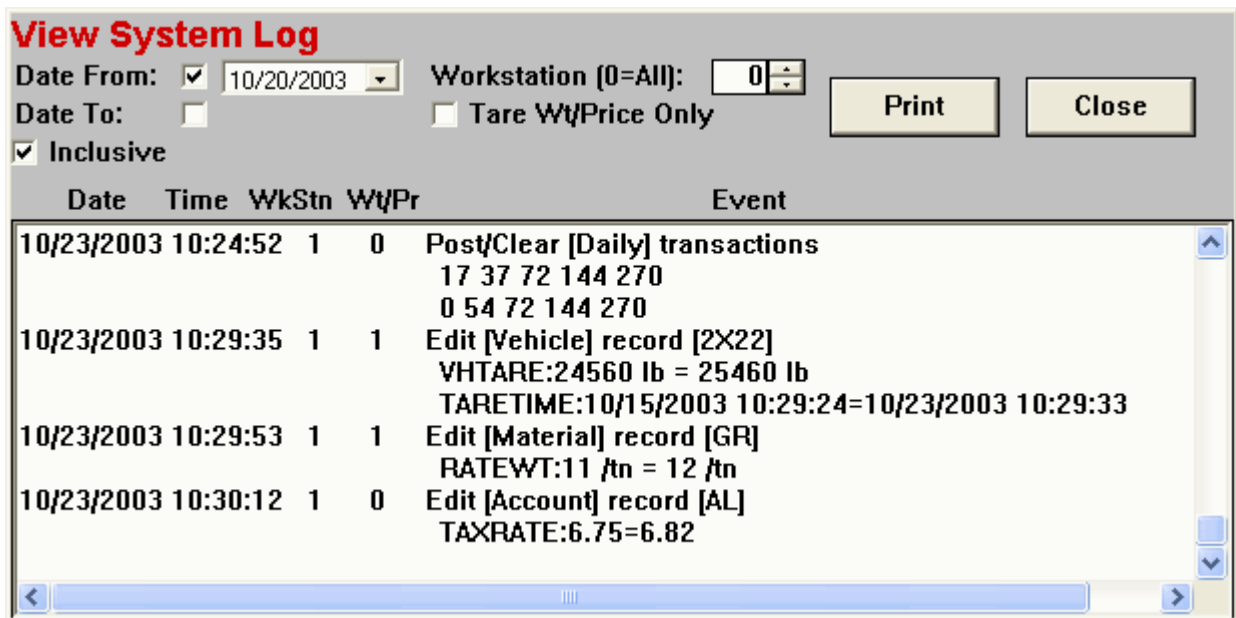 View System Log
Date From: 10/20/2003 Workstation (0=All): 0
Date To: Tare Wt/Price Only Print Close
Inclusive
Date Time WkStn Wt/Pr Event
10/23/2003 10:24:52 1 0 Post/Clear [Daily] transactions
17 37 72 144 270
0 54 72 144 270
10/23/2003 10:29:35 1 1 Edit [Vehicle] record [2X22]
VHTARE:24560 lb = 25460 lb
TARETIME:10/15/2003 10:29:24=10/23/2003 10:29:33
10/23/2003 10:29:53 1 1 Edit [Material] record [GR]
RATEWT:11 /tn = 12 /tn
10/23/2003 10:30:12 1 0 Edit [Account] record [AL]
TAXRATE:6.75=6.82